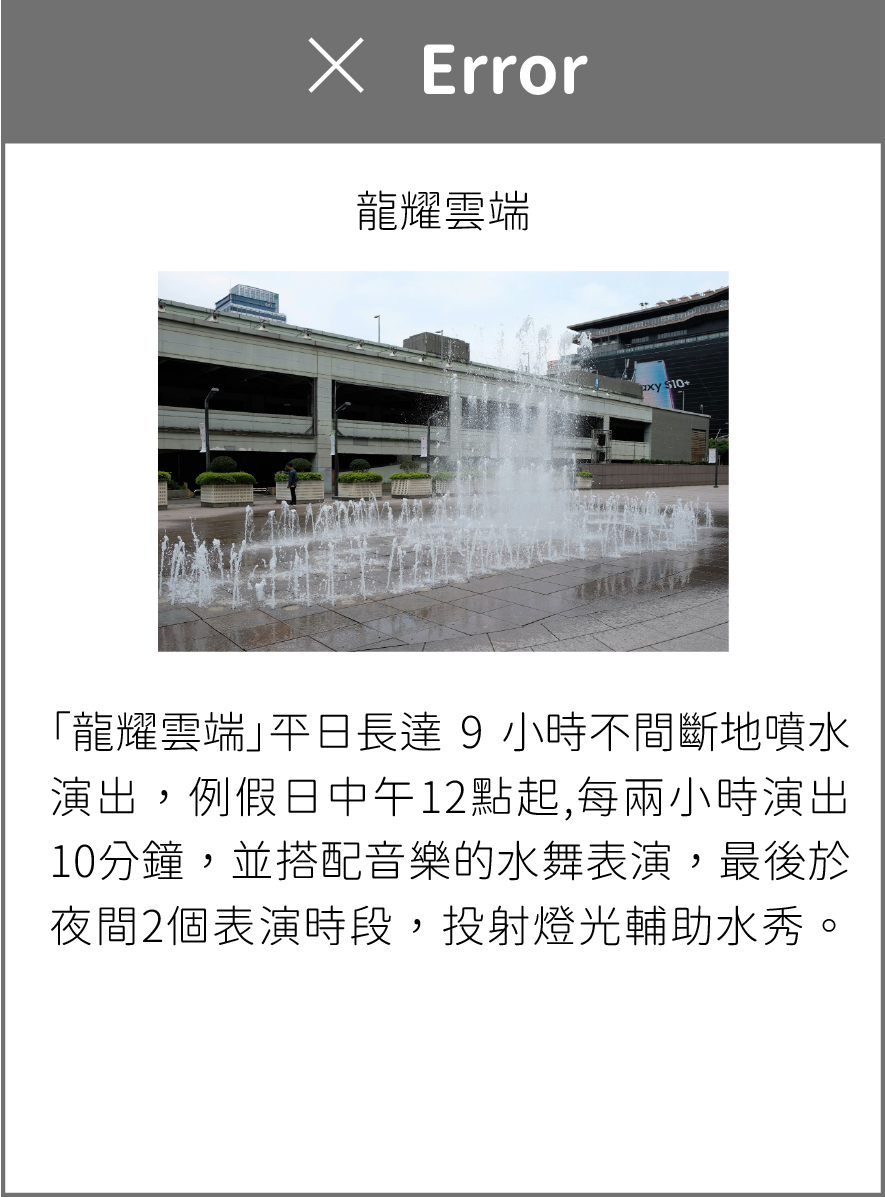 × Error
龍耀雲端
axy S10+
「龍耀雲端」平日長達 9 小時不間斷地噴水
演出，例假日中午12點起,每兩小時演出
10分鐘，並搭配音樂的水舞表演，最後於
夜間2個表演時段，投射燈光輔助水秀。